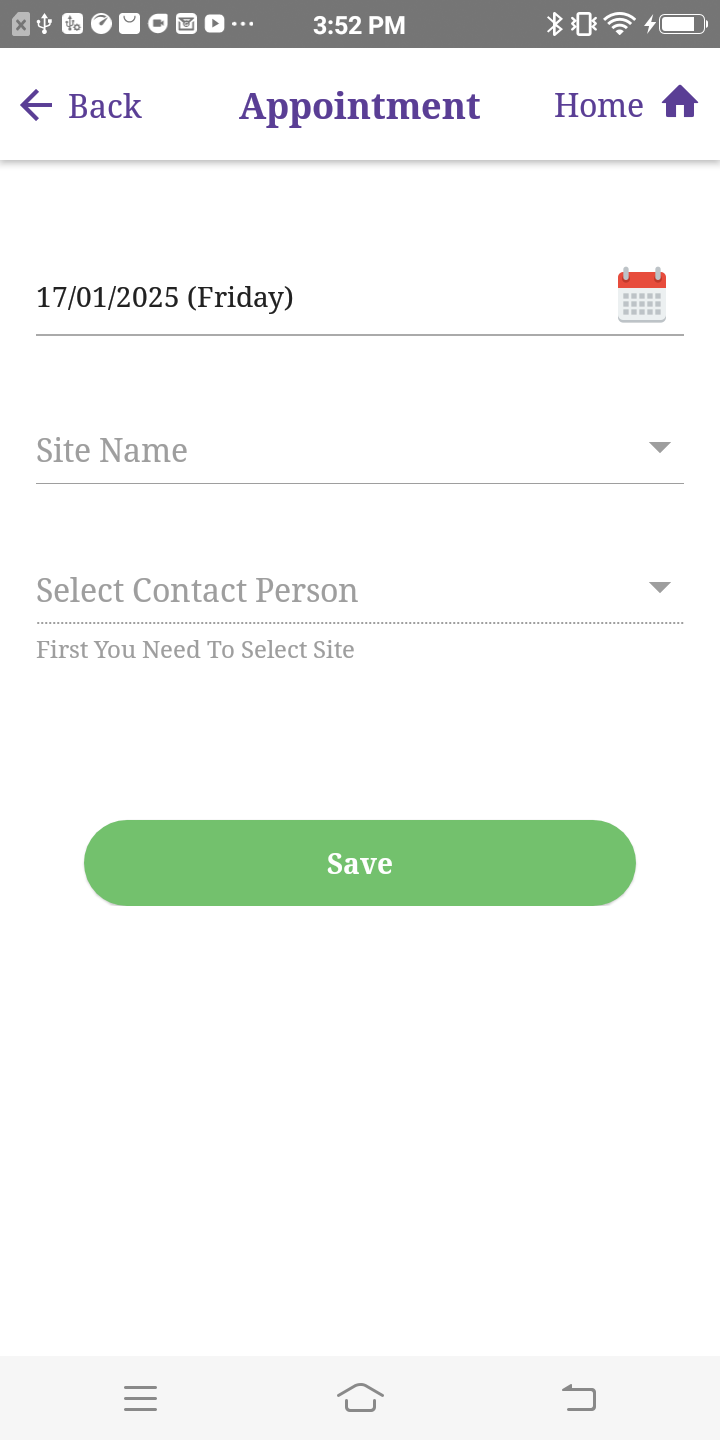 3:52 PM
Back Appointment Home
17/01/2025 (Friday)
Site Name
Select Contact Person
First You Need To Select Site
Save